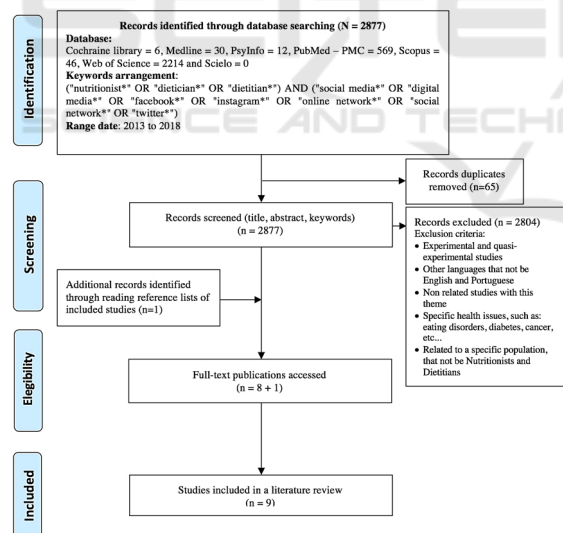 Identification
Records identified through database searching (N = 2877)
Database:
Cochraine library = 6, Medline = 30, PsyInfo = 12, PubMed – PMC = 569, Scopus =
46, Web of Science = 2214 and Scielo = 0
Keywords arrangement:
("nutritionist*" OR "dietician*" OR "dietitian*") AND ("social media*" OR "digital
media*" OR "facebook*" OR "instagram*" OR "online network*" OR "social
network*" OR "twitter*")
Range date: 2013 to 2018
Records duplicates
removed (n=65)
Screening
Records screened (title, abstract, keywords)
(n = 2877)
Records excluded (n = 2804)
Exclusion criteria:
• Experimental and quasi-
experimental studies
• Other languages that not be
English and Portuguese
• Non related studies with this
theme
• Specific health issues, such as:
eating disorders, diabetes, cancer,
etc...
• Related to a specific population,
that not be Nutritionists and
Dietitians
Additional records identified
through reading reference lists of
included studies (n=1)
Elegibility
Full-text publications accessed
(n = 8 + 1)
Included
Studies included in a literature review
(n = 9)